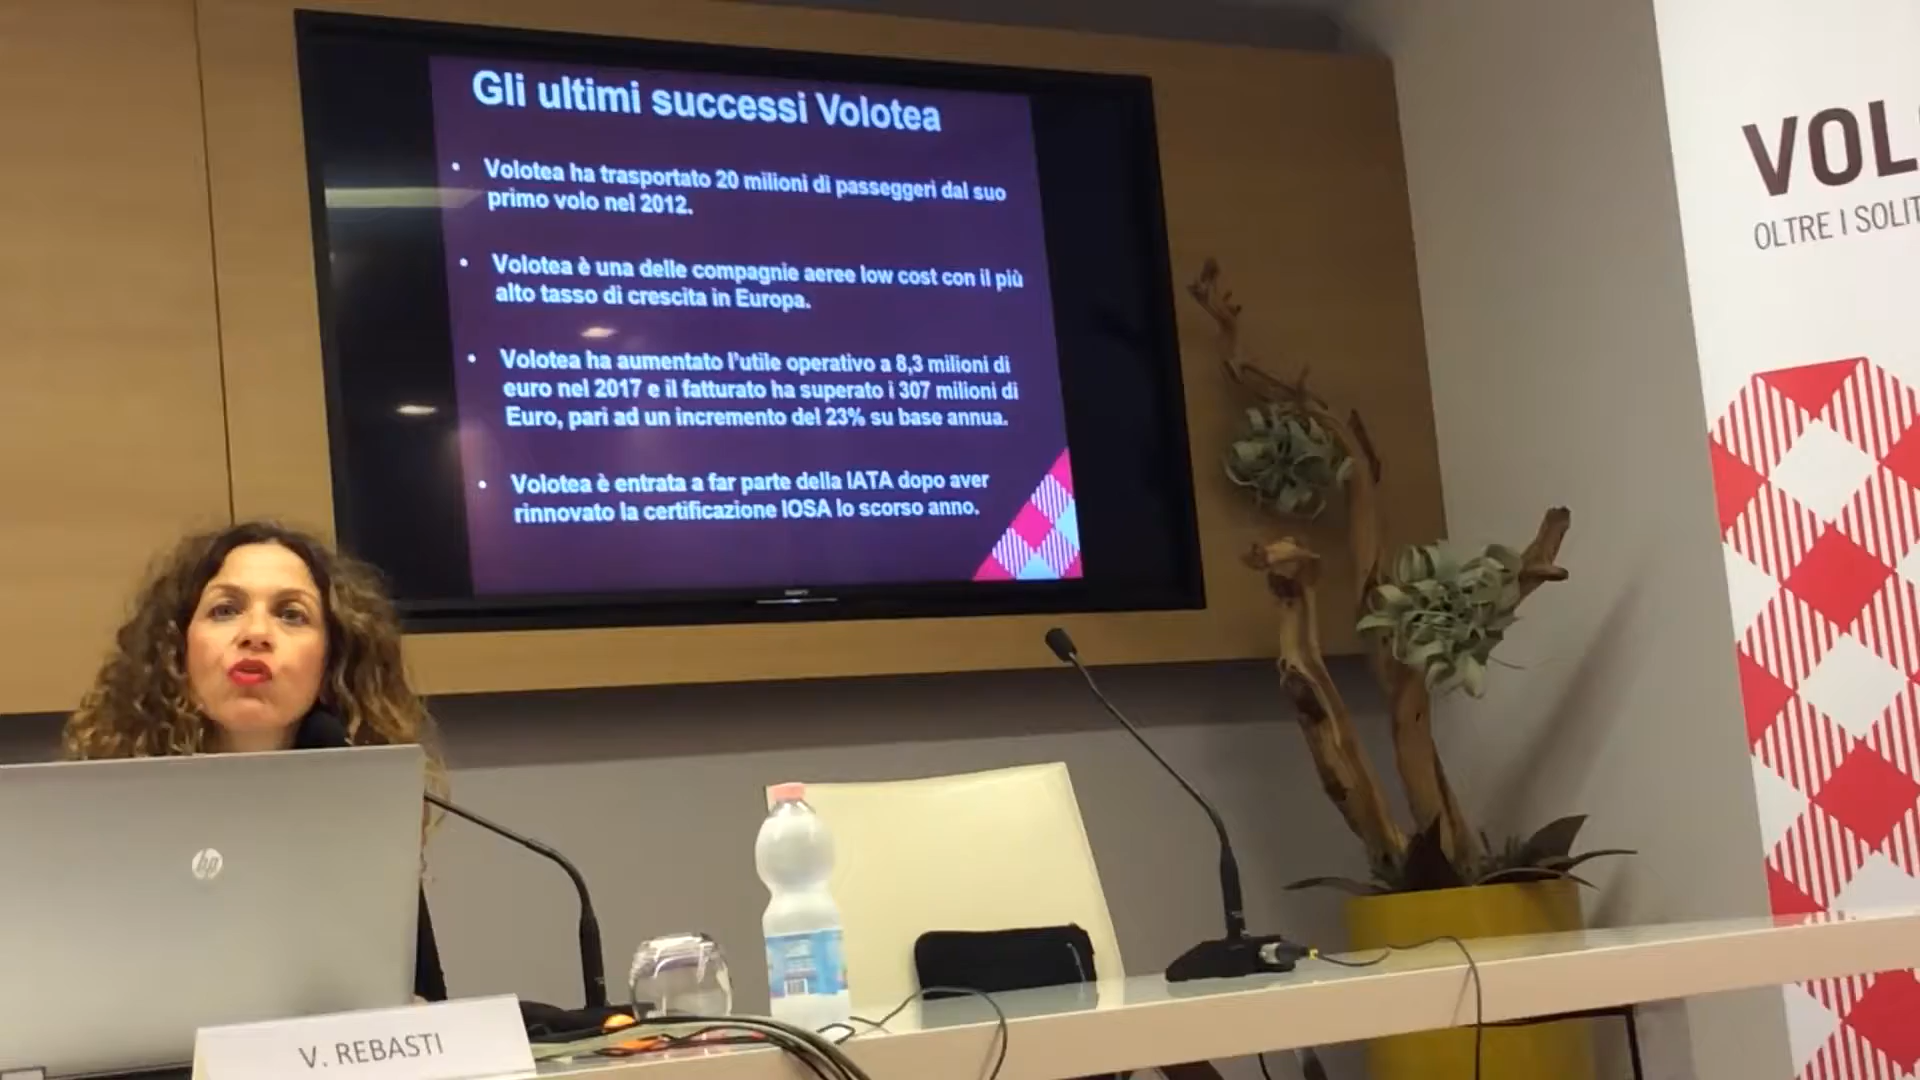 Gli ultimi successi Volotea
• Volotea ha trasportato 20 milioni di passeggeri dal suo
primo volo nel 2012.
• Volotea è una delle compagnie aeree low cost con il più
alto tasso di crescita in Europa.
• Volotea ha aumentato l'utile operativo a 8,3 milioni di
euro nel 2017 e il fatturato ha superato i 307 milioni di
Euro, pari ad un incremento del 23% su base annua.
• Volotea è entrata a far parte della IATA dopo aver
rinnovato la certificazione IOSA lo scorso anno.
SONY
VOL
OLTRE I SOLIT
hp
V. REBASTI